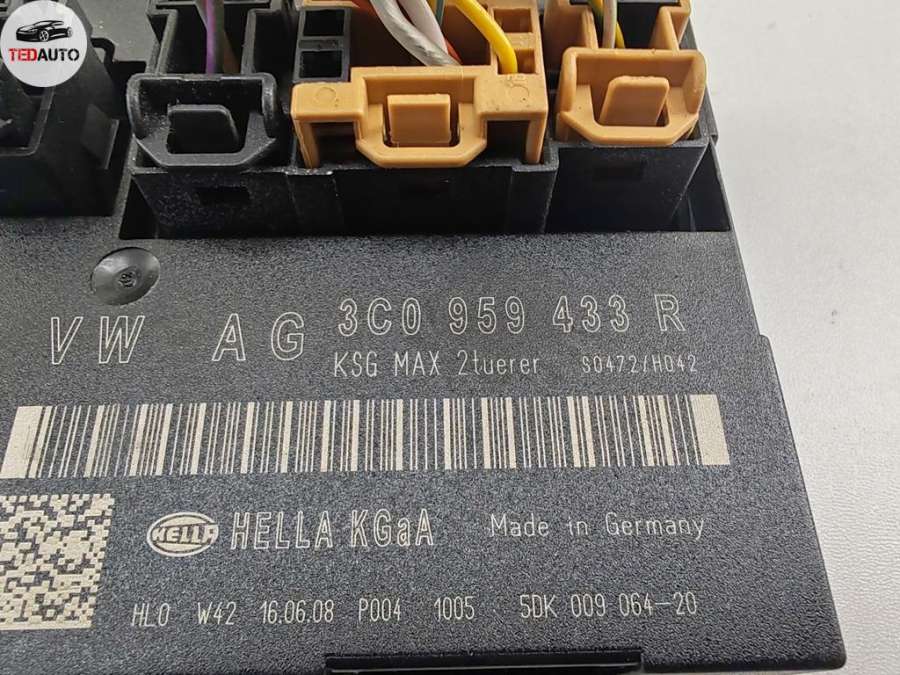 TEDAUTO
VW AG 3C0 959 433 R
KSG MAX 2tuerer S0472/H042
HELLA HELLA KGaA Made in Germany
HLO W42 16.06.08 P004 1005 5DK 009 064-20